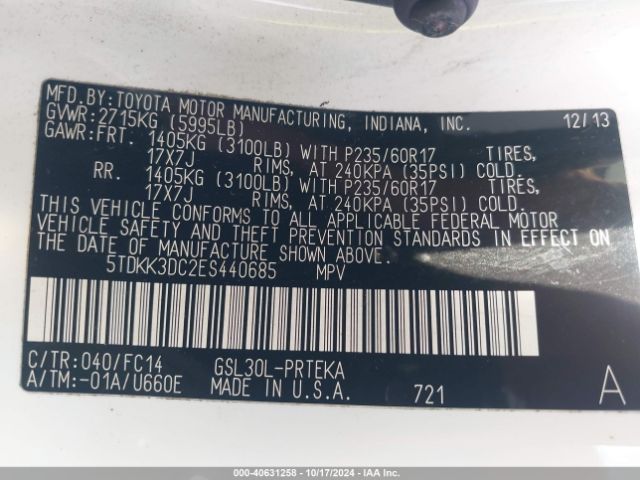 MFD.BY:TOYOTA MOTOR MANUFACTURING, INDIANA, INC. 12/13
GVWR:2715KG (5995LB)
GAWR:FRT. 1405KG (3100LB) WITH P235/60R17 TIRES,
17X7J RIMS, AT 240KPA (35PSI) COLD.
RR. 1405KG (3100LB) WITH P235/60R17 TIRES,
17X7J RIMS, AT 240KPA (35PSI) COLD.
THIS VEHICLE CONFORMS TO ALL APPLICABLE FEDERAL MOTOR
VEHICLE SAFETY AND THEFT PREVENTION STANDARDS IN EFFECT ON
THE DATE OF MANUFACTURE SHOWN ABOVE.
5TDKK3DC2ES440685 MPV
C/TR:040/FC14 GSL30L-PRTEKA
A/TM:-01A/U660E MADE IN U.S.A. 721 A
OPENLANE - 40631258 - 10/17/2024 - IAAI.com